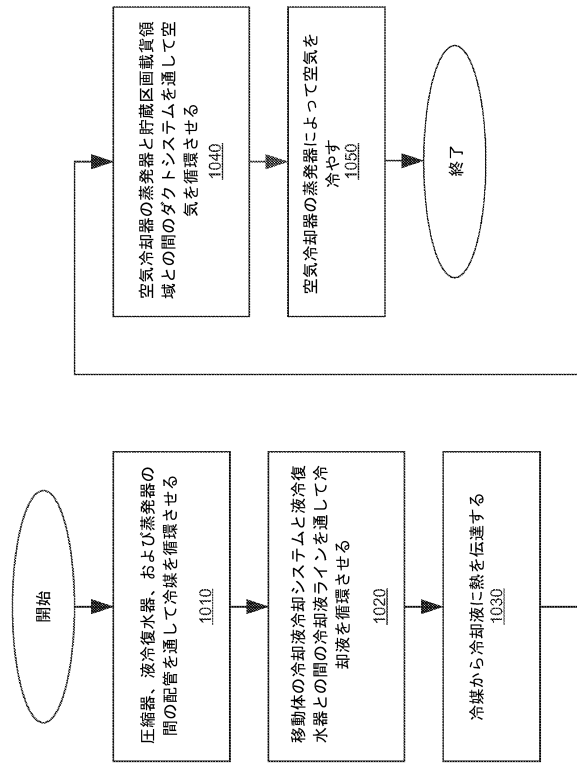 開始
圧縮器、液冷復水器、および蒸発器の
間の配管を通して冷媒を循環させる
1010
移動体の冷却液冷却システムと液冷復
水器との間の冷却液ラインを通して冷
却液を循環させる
1020
冷媒から冷却液に熱を伝達する
1030
空気冷却器の蒸発器と貯蔵区画載貨領
域との間のダクトシステムを通して空
気を循環させる
1040
空気冷却器の蒸発器によって空気を
冷やす
1050
終了